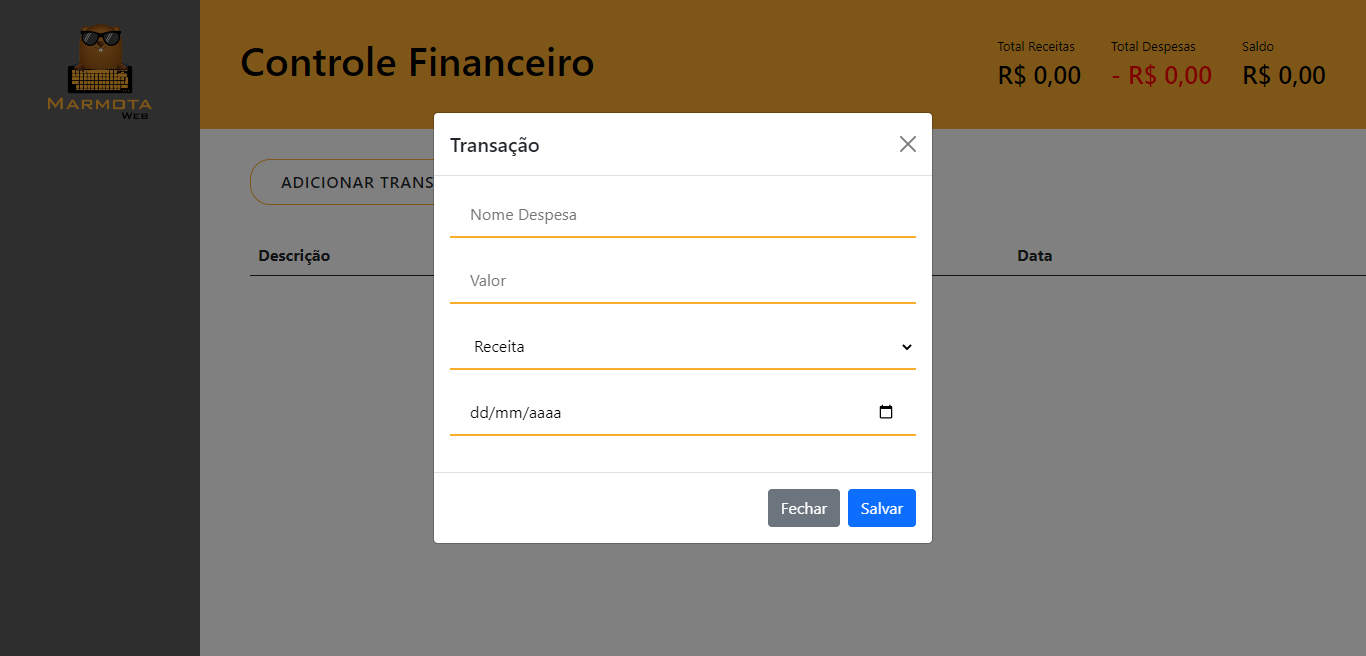 MARMOTA
WEB
Controle Financeiro
Total Receitas
R$ 0,00
Total Despesas
- R$ 0,00
Saldo
R$ 0,00
ADICIONAR TRANS
Descrição
Data
Transação
Nome Despesa
Valor
Receita
dd/mm/aaaa
Fechar
Salvar